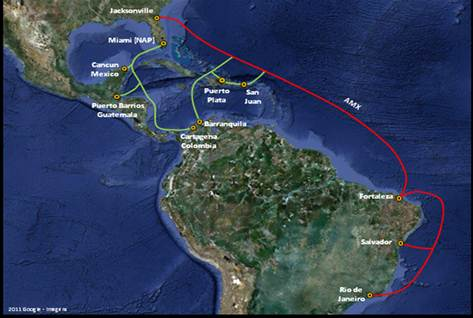 Jacksonville
Miami (NAP)
Cancun
Mexico
Puerto Barrios
Guatemala
Puerto
Plata
San
Juan
AMX
Barranquila
Cartagena
Colombia
Fortaleza
Salvador
Rio de
Janeiro
2011 Google - Imagens